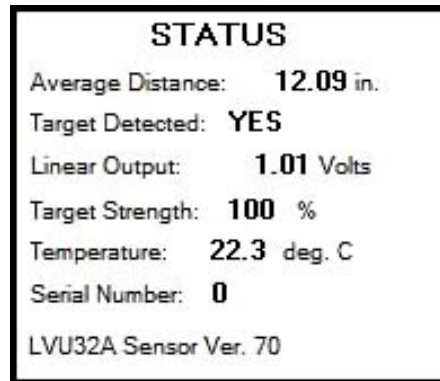 STATUS
Average Distance: 12.09 in.
Target Detected: YES
Linear Output: 1.01 Volts
Target Strength: 100 %
Temperature: 22.3 deg. C
Serial Number: 0
LVU32A Sensor Ver. 70